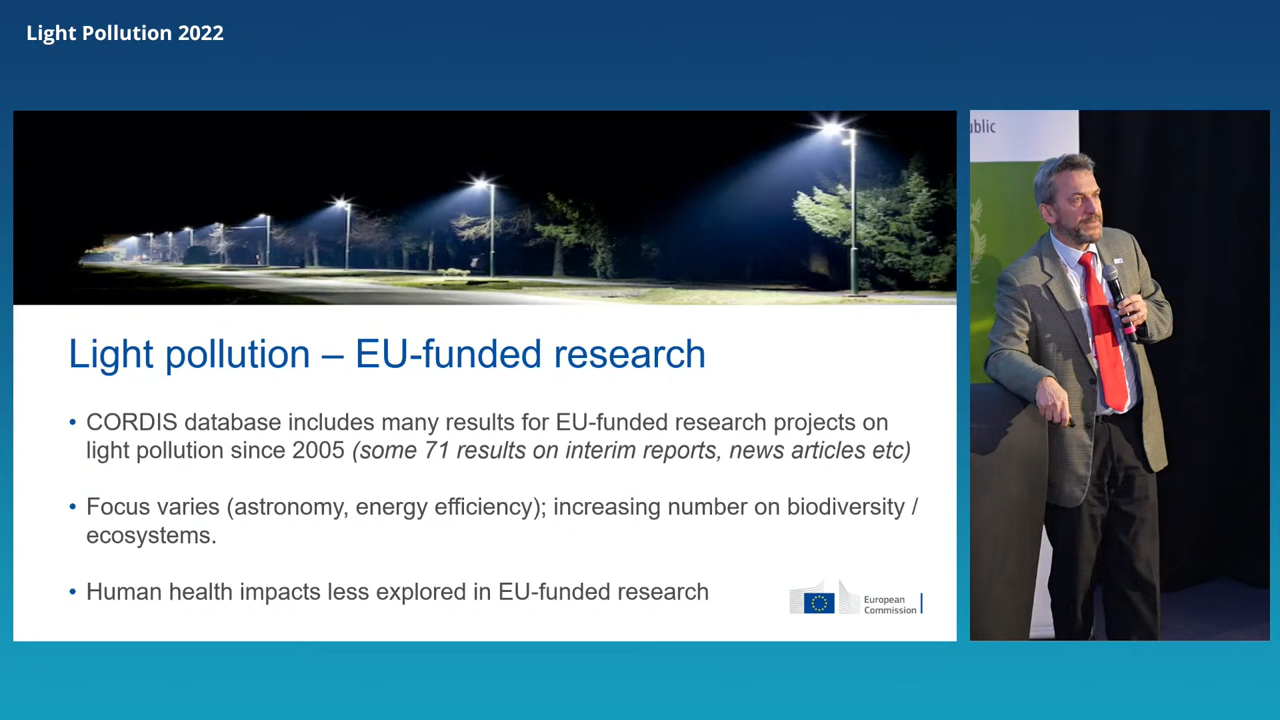 Light Pollution 2022
Light pollution – EU-funded research
• CORDIS database includes many results for EU-funded research projects on
light pollution since 2005 (some 71 results on interim reports, news articles etc)
• Focus varies (astronomy, energy efficiency); increasing number on biodiversity /
ecosystems.
• Human health impacts less explored in EU-funded research
European
Commission
ublic